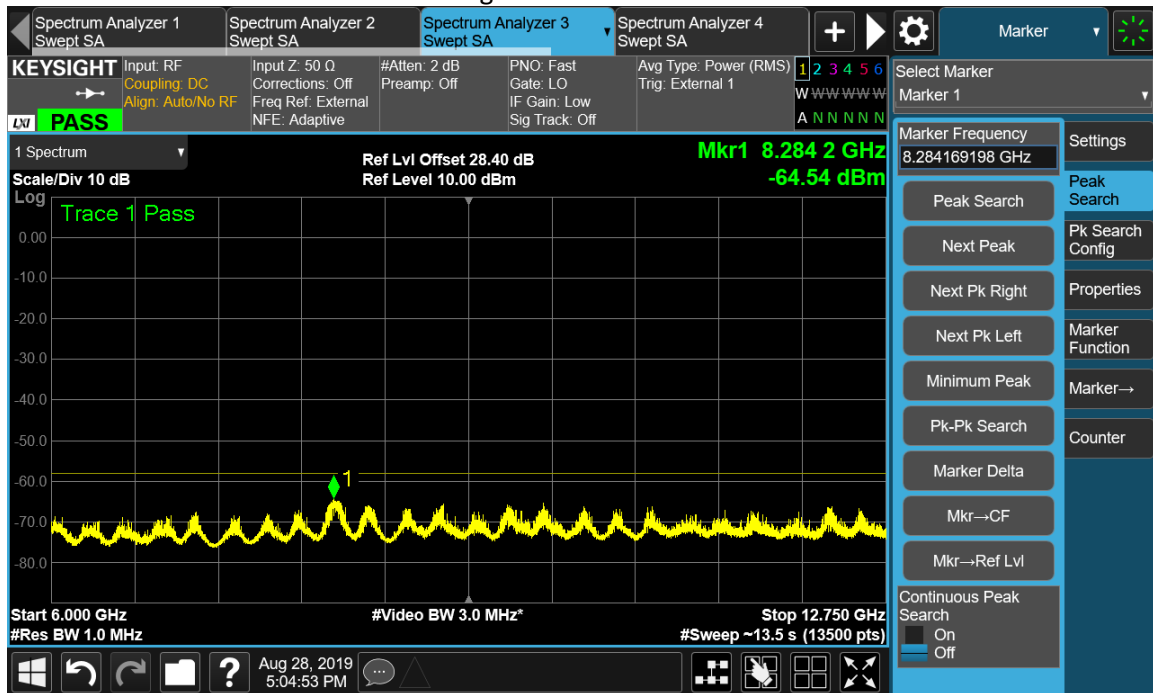 Spectrum Analyzer 1
Swept SA
Spectrum Analyzer 2
Swept SA
Spectrum Analyzer 3
Swept SA
Spectrum Analyzer 4
Swept SA
+
Marker
KEYSIGHT
LXI PASS
Input: RF
Coupling: DC
Align: Auto/No RF
Input Z: 50 Ω
Corrections: Off
Freq Ref: External
NFE: Adaptive
#Atten: 2 dB
Preamp: Off
PNO: Fast
Gate: LO
IF Gain: Low
Sig Track: Off
Avg Type: Power (RMS)
Trig: External 1
1 2 3 4 5 6
W W W W W W
A N N N N N
Select Marker
Marker 1
1 Spectrum
Scale/Div 10 dB
Ref Lvl Offset 28.40 dB
Ref Level 10.00 dBm
Mkr1 8.284 2 GHz
-64.54 dBm
Log
Trace 1 Pass
0.00
-10.0
-20.0
-30.0
-40.0
-50.0
-60.0
-70.0
-80.0
1
Start 6.000 GHz
#Res BW 1.0 MHz
#Video BW 3.0 MHz*
Stop 12.750 GHz
#Sweep ~13.5 s (13500 pts)
Marker Frequency
8.284169198 GHz
Peak Search
Next Peak
Next Pk Right
Next Pk Left
Minimum Peak
Pk-Pk Search
Marker Delta
Mkr→CF
Mkr→Ref Lvl
Continuous Peak
Search
On
Off
Settings
Peak
Search
Pk Search
Config
Properties
Marker
Function
Marker→
Counter
?
Aug 28, 2019
5:04:53 PM